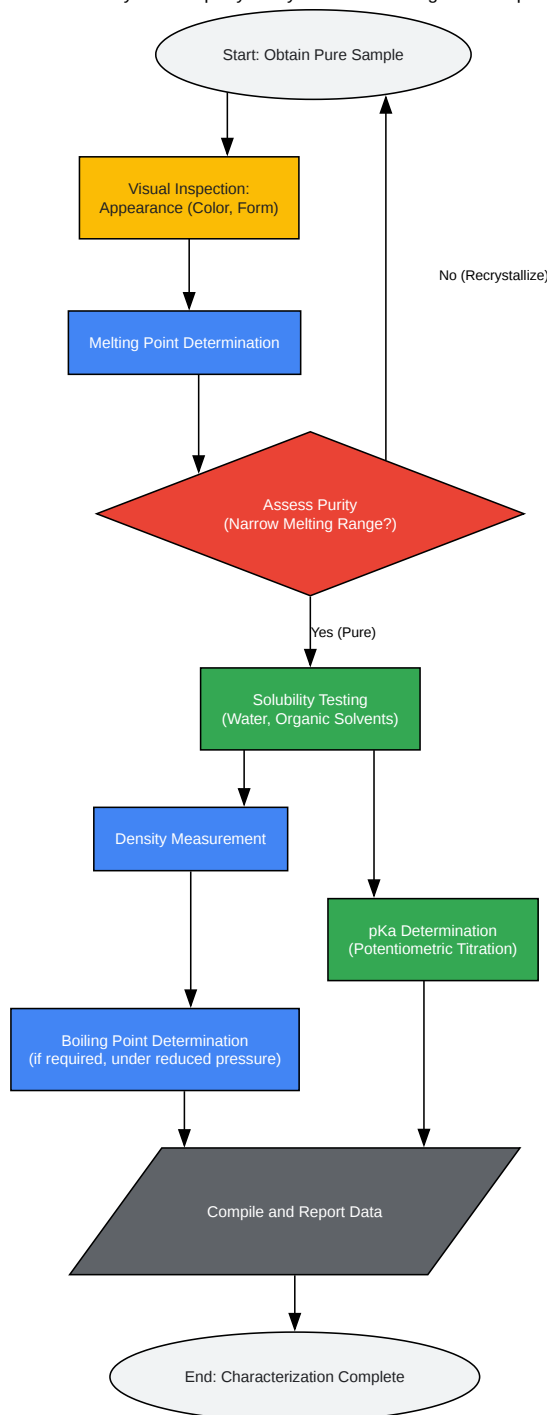 Start: Obtain Pure Sample
Visual Inspection:
Appearance (Color, Form)
No (Recrystallize)
Melting Point Determination
Assess Purity
(Narrow Melting Range?)
Yes (Pure)
Solubility Testing
(Water, Organic Solvents)
Density Measurement
pKa Determination
(Potentiometric Titration)
Boiling Point Determination
(if required, under reduced pressure)
Compile and Report Data
End: Characterization Complete